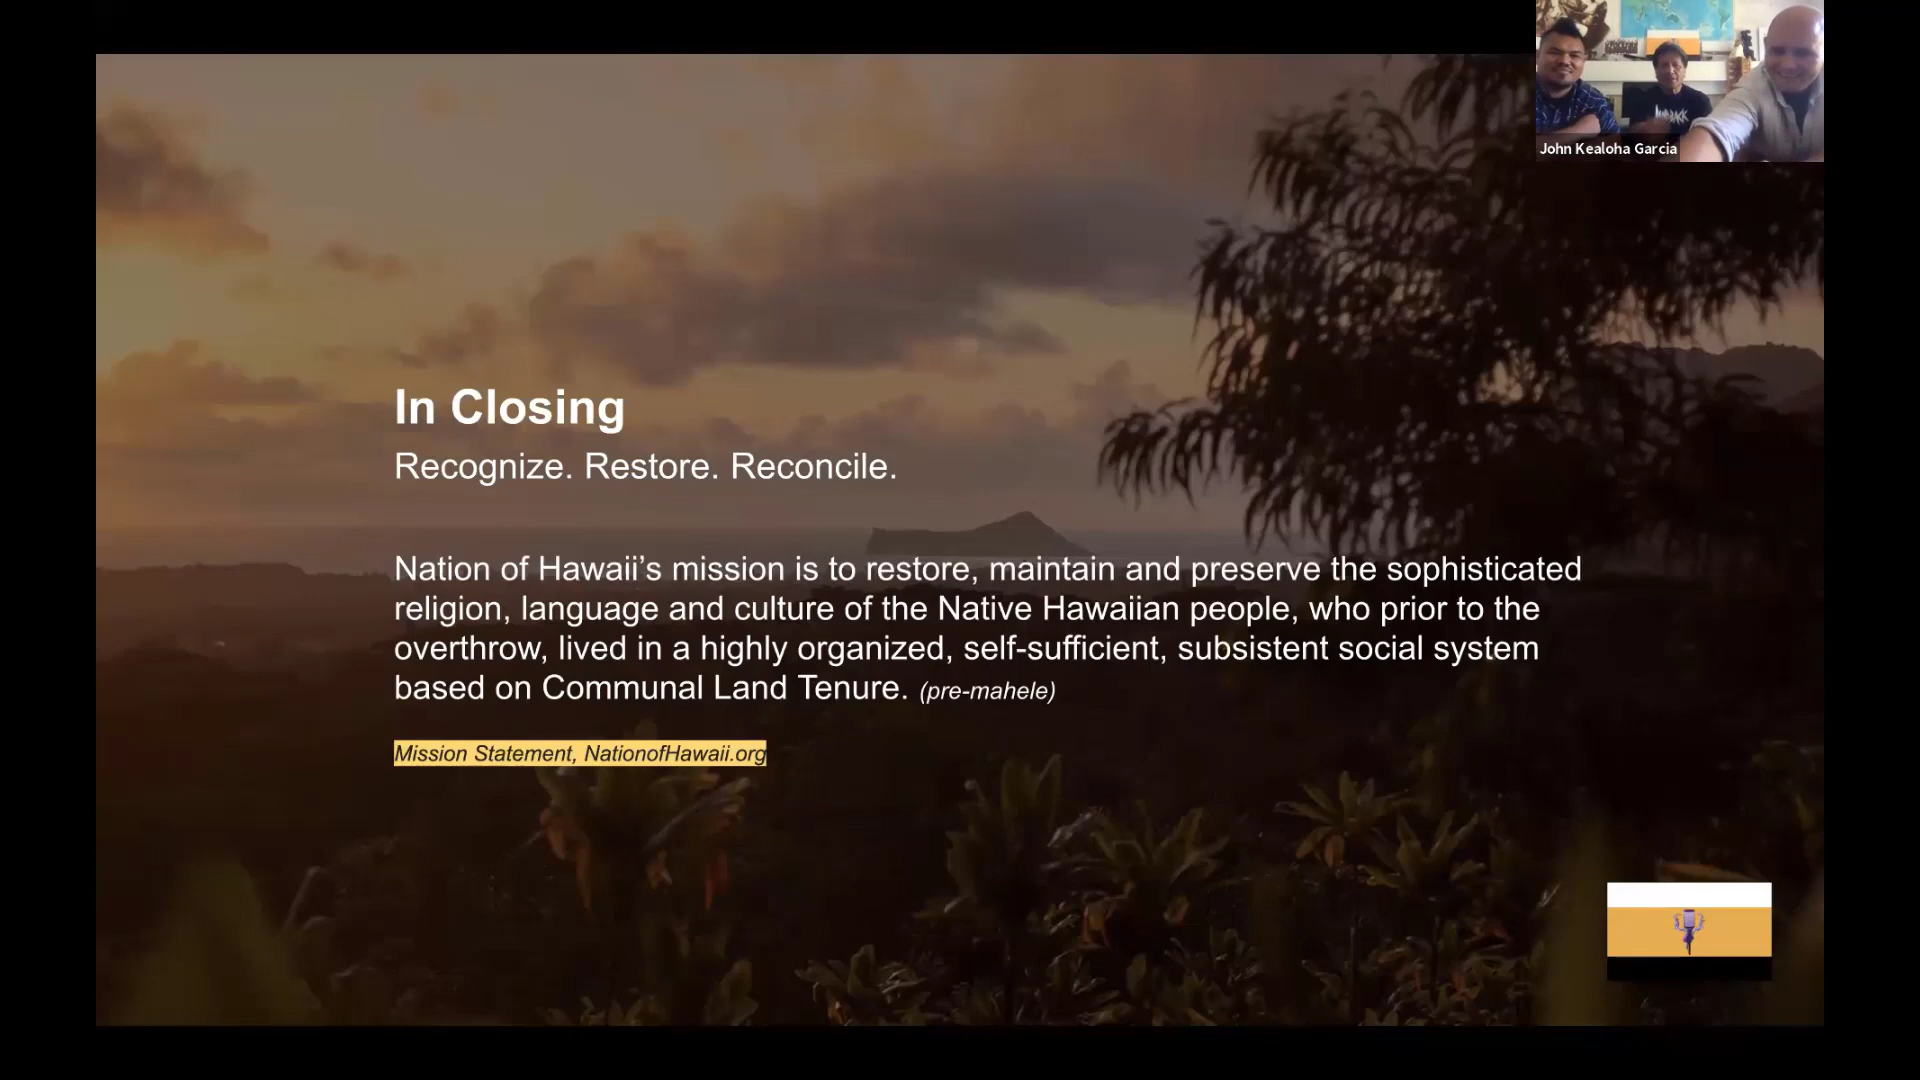 John Kealoha Garcia
In Closing
Recognize. Restore. Reconcile.
Nation of Hawaii’s mission is to restore, maintain and preserve the sophisticated
religion, language and culture of the Native Hawaiian people, who prior to the
overthrow, lived in a highly organized, self-sufficient, subsistent social system
based on Communal Land Tenure. (pre-mahele)
Mission Statement, NationofHawaii.org